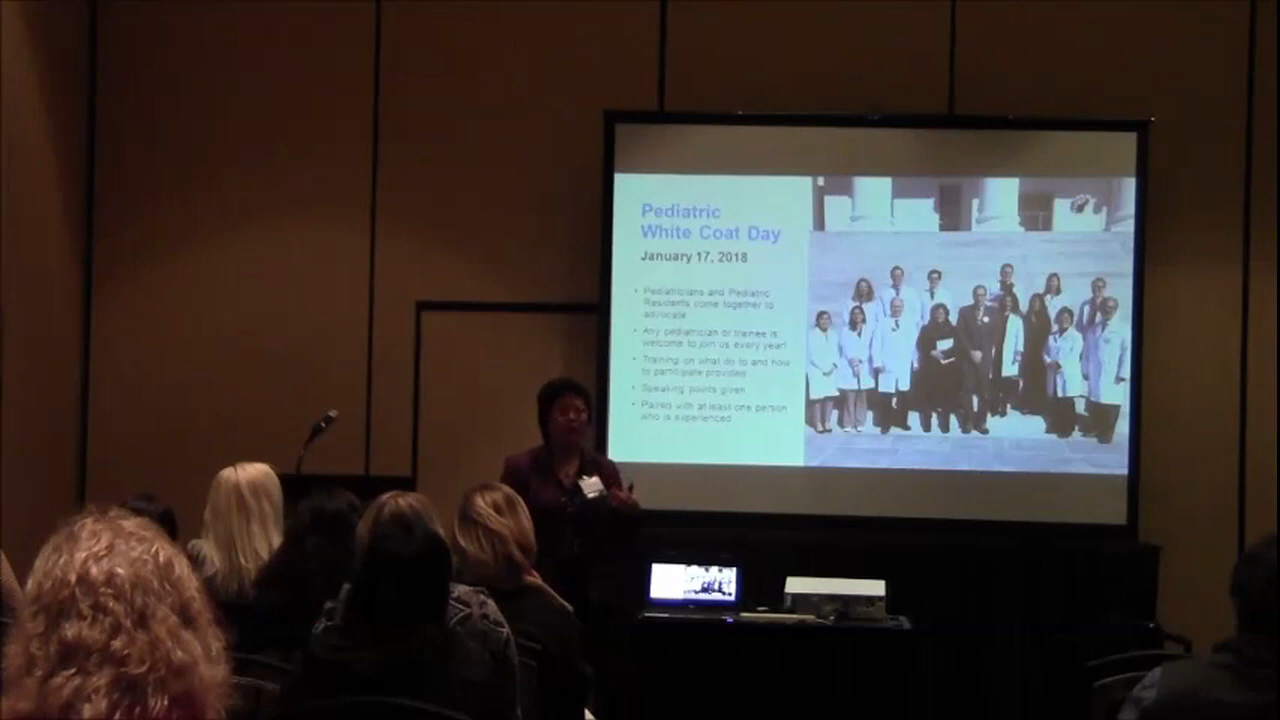 Pediatric
White Coat Day
January 17, 2018
• Pediatricians and Pediatric
Residents come together to
advocate
• Any pediatrician or trainee is
welcome to join us every year!
• Training on what do to and how
to participate provided
• Speaking points given
• Paired with at least one person
who is experienced